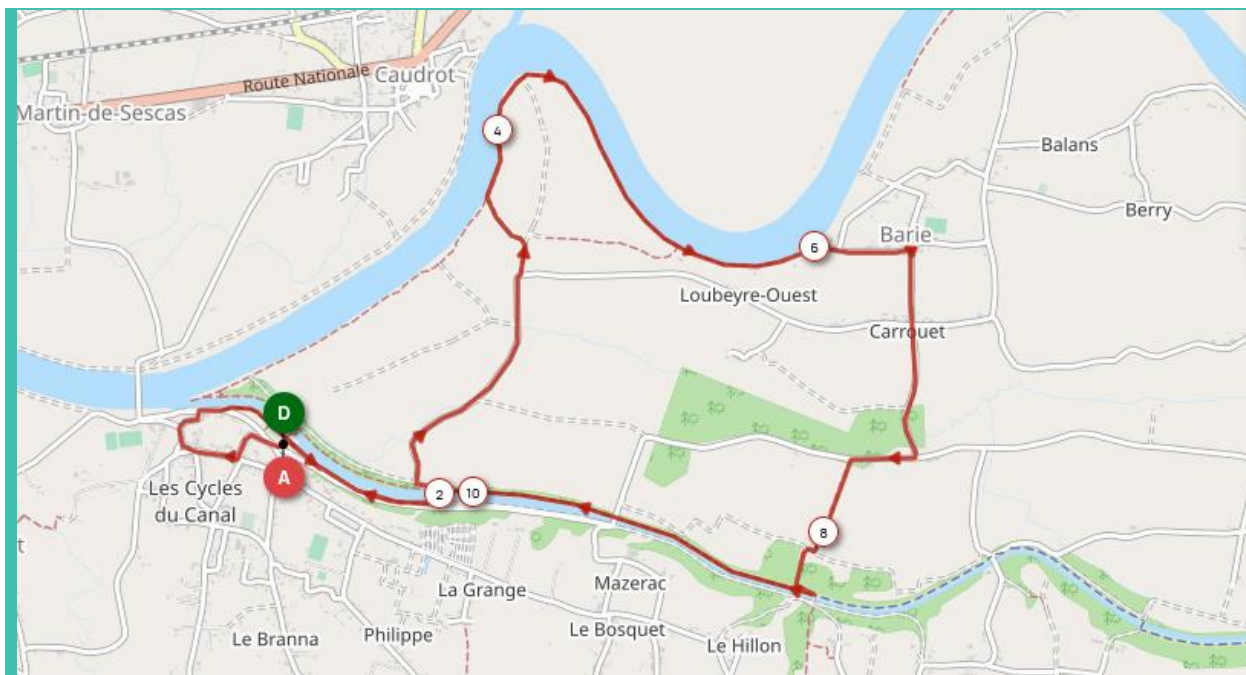 Route Nationale
Caudrot
Martin-de-Sescas
4
Balans
Berry
6
Barie
Loubeyre-Ouest
Carrouet
D
A
Les Cycles
du Canal
2
10
8
t
La Grange
Mazerac
Le Branna
Philippe
Le Bosquet
Le Hillon